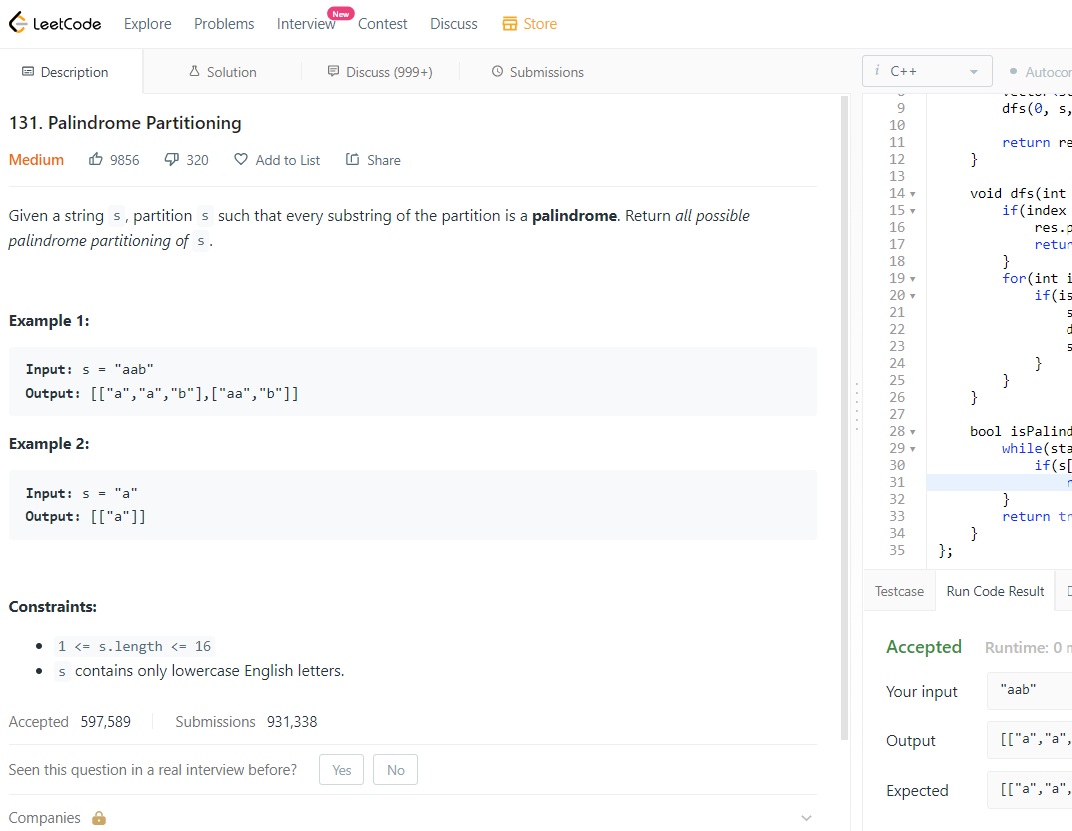 LeetCode Explore Problems Interview New Contest Discuss Store
Description Solution Discuss (999+) Submissions
i C++
131. Palindrome Partitioning
Medium 9856 320 Add to List Share
Given a string s, partition s such that every substring of the partition is a palindrome. Return all possible
palindrome partitioning of s.
Example 1:
Input: s = "aab"
Output: [["a","a","b"],["aa","b"]]
Example 2:
Input: s = "a"
Output: [["a"]]
Constraints:
1 <= s.length <= 16
s contains only lowercase English letters.
Accepted 597,589 Submissions 931,338
Seen this question in a real interview before? Yes No
Companies
9 dfs(0, s,
10
11 return re
12 }
13
14 void dfs(int
15 if(index
16 res.p
17 retur
18 }
19 for(int i
20 if(is
21 s
22 d
23 s
24 }
25 }
26 }
27
28 bool isPalind
29 while(sta
30 if(s[
31 r
32 }
33 return tr
34 }
35 };
Testcase Run Code Result
Accepted Runtime: 0 m
Your input "aab"
Output [["a","a",
Expected [["a","a",